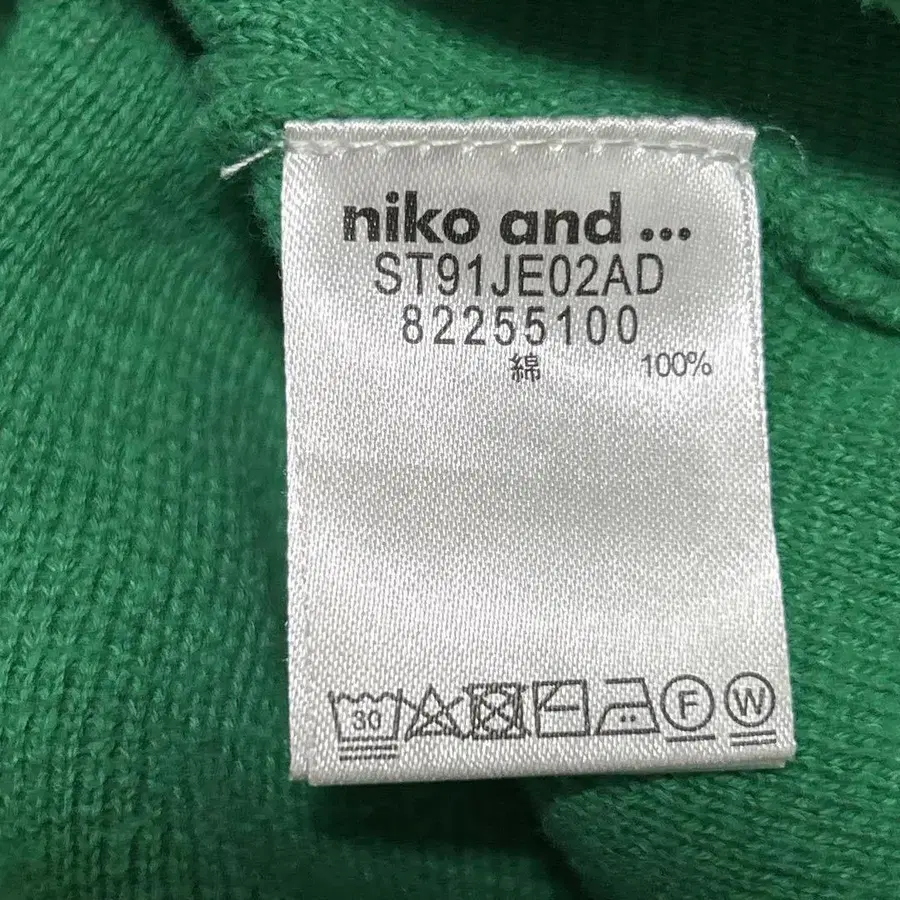 niko and ...
ST91JE02AD
82255100
綿 100%
30 F W